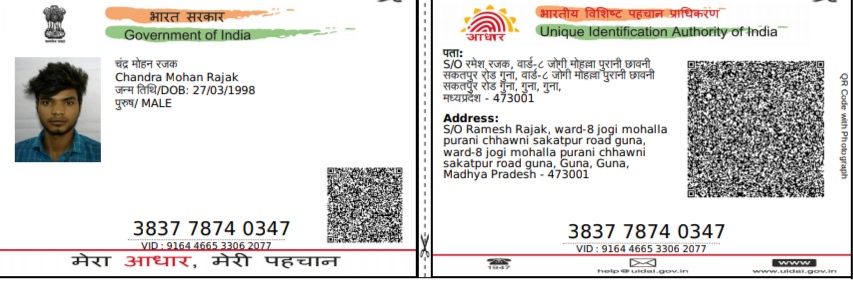 भारत सरकार
Government of India
चंद्र मोहन रजक
Chandra Mohan Rajak
जन्म तिथि/DOB: 27/03/1998
पुरुष/ MALE
3837 7874 0347
VID : 9164 4665 3306 2077
मेरा आधार, मेरी पहचान
भारतीय विशिष्ट पहचान प्राधिकरण
Unique Identification Authority of India
आधार
पता:
S/O रमेश रजक, वार्ड-८ जोगी मोहल्ला पुरानी छावनी
सकतपुर रोड गुना, वार्ड-८ जोगी मोहल्ला पुरानी छावनी
सकतपुर रोड गुना, गुना, गुना,
मध्यप्रदेश - 473001
Address:
S/O Ramesh Rajak, ward-8 jogi mohalla
purani chhawni sakatpur road guna,
ward-8 jogi mohalla purani chhawni
sakatpur road guna, Guna, Guna,
Madhya Pradesh - 473001
QR Code with Photograph
3837 7874 0347
VID : 9164 4665 3306 2077
1947
help@uidai.gov.in
www
www.uidai.gov.in